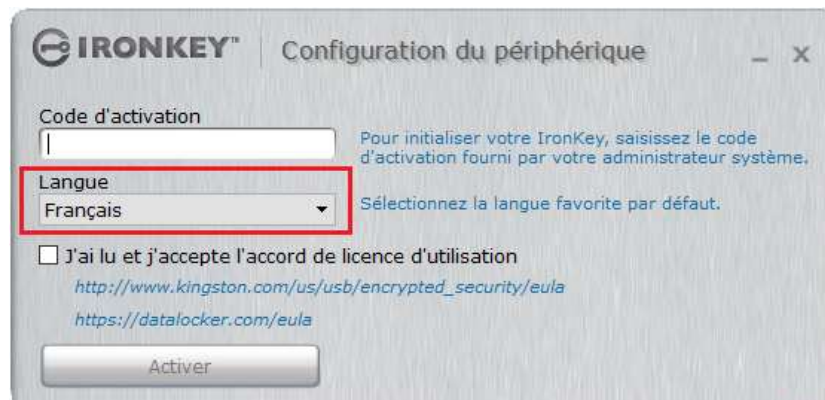 IRONKEY™ Configuration du périphérique
Code d'activation
Pour initialiser votre IronKey, saisissez le code
d'activation fourni par votre administrateur système.
Langue
Français
Sélectionnez la langue favorite par défaut.
J'ai lu et j'accepte l'accord de licence d'utilisation
http://www.kingston.com/us/usb/encrypted_security/eula
https://datalocker.com/eula
Activer